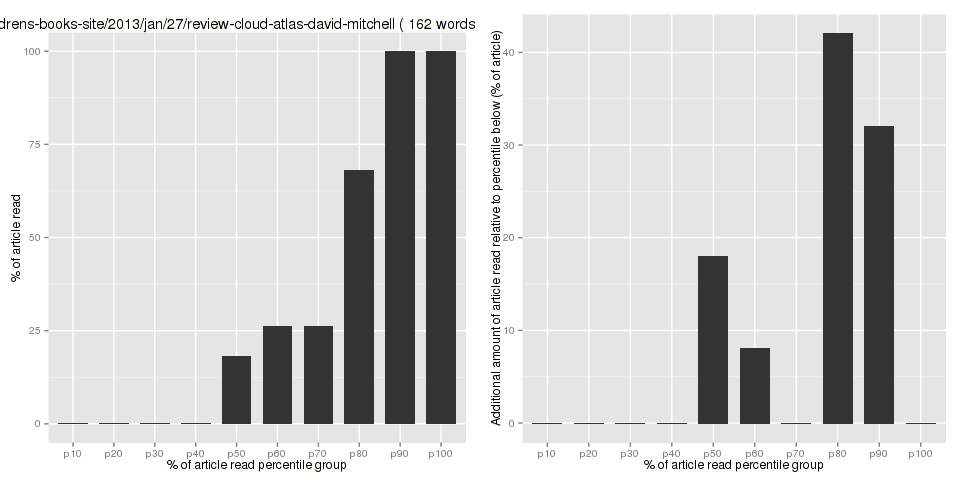 drens-books-site/2013/jan/27/review-cloud-atlas-david-mitchell ( 162 words
% of article read
100
75
50
25
0
p10 p20 p30 p40 p50 p60 p70 p80 p90 p100
% of article read percentile group
Additional amount of article read relative to percentile below (% of article)
40
30
20
10
0
p10 p20 p30 p40 p50 p60 p70 p80 p90 p100
% of article read percentile group